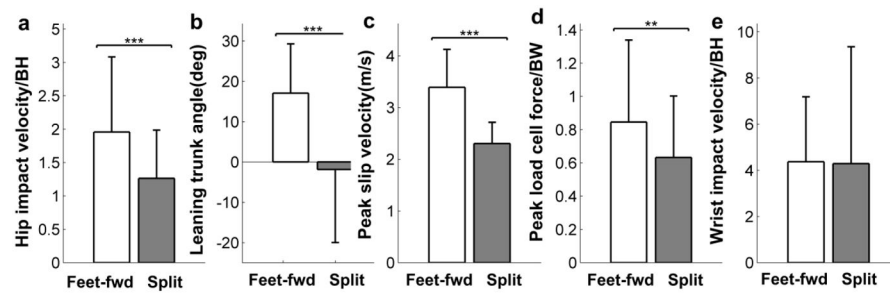 a
b
c
d
e
Hip impact velocity/BH
2.5
2
1.5
1
0.5
0
***
Feet-fwd Split
Leaning trunk angle(deg)
30
20
10
0
-10
-20
***
Feet-fwd Split
Peak slip velocity(m/s)
4
3
2
1
0
***
Feet-fwd Split
Peak load cell force/BW
1.4
1.2
1
0.8
0.6
0.4
0.2
0
**
Feet-fwd Split
Wrist impact velocity/BH
10
8
6
4
2
0
Feet-fwd Split